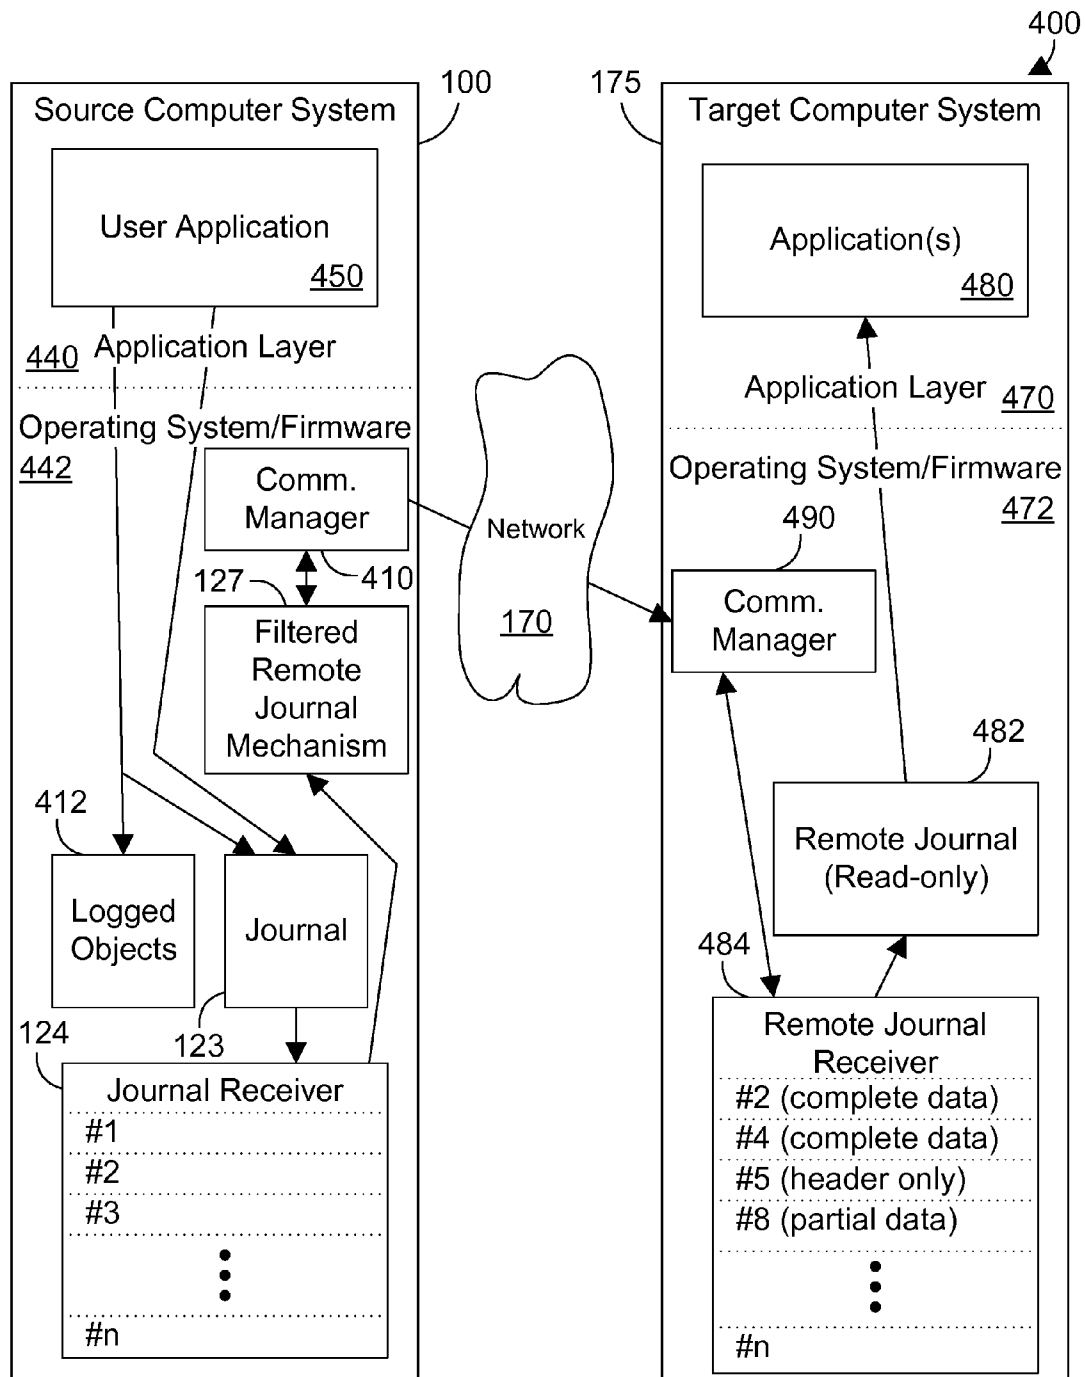 400
100
175
Source Computer System
User Application
450
440
Application Layer
Operating System/Firmware
442
Comm.
Manager
410
127
Filtered
Remote
Journal
Mechanism
412
Logged
Objects
Journal
123
124
Journal Receiver
#1
#2
#3
#n
Network
170
Target Computer System
Application(s)
480
Application Layer
470
Operating System/Firmware
472
490
Comm.
Manager
482
Remote Journal
(Read-only)
484
Remote Journal
Receiver
#2 (complete data)
#4 (complete data)
#5 (header only)
#8 (partial data)
#n